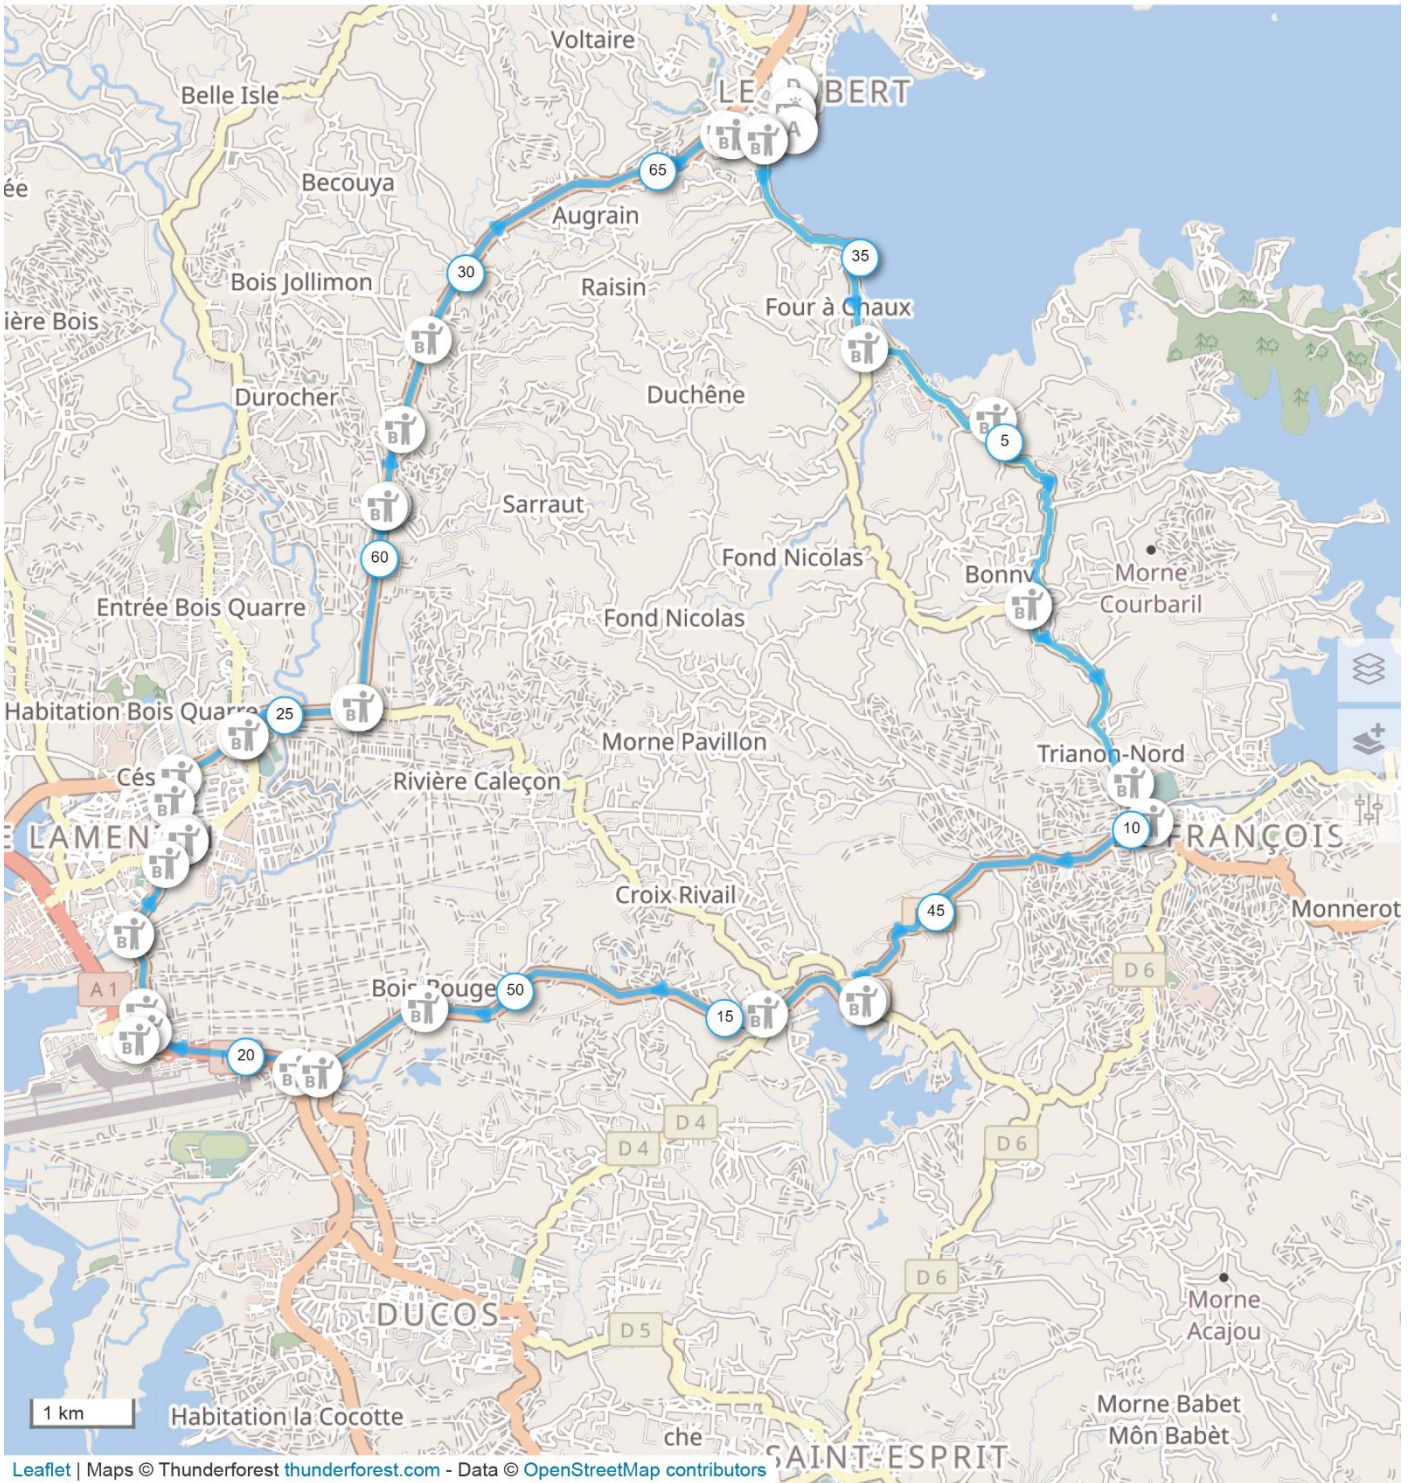 Voltaire
Belle Isle
LE
BERT
D
A
B
B
65
ée
Becouya
Augrain
35
30
Bois Jollimon
Raisin
Four à Chaux
ière Bois
B
B
Durocher
Duchêne
B
B
5
B
Sarraut
60
Fond Nicolas
Bonnv
Morne
Courbaril
Entrée Bois Quarre
Fond Nicolas
B
Habitation Bois Quarre
25
B
B
Morne Pavillon
Trianon-Nord
Cés
Rivière Caleçon
B
B
E LAMEN
10
FRANÇOIS
B
Croix Rivail
45
Monnerot
B
D 6
A 1
Bois Rouge
50
B
15
B
B
B
20
B
B
D 4
D 4
D 6
D 6
DUCOS
D 5
Morne
Acajou
1 km
Habitation la Cocotte
che
Morne Babet
Môn Babèt
SAINT-ESPRIT
Leaflet | Maps © Thunderforest thunderforest.com - Data © OpenStreetMap contributors